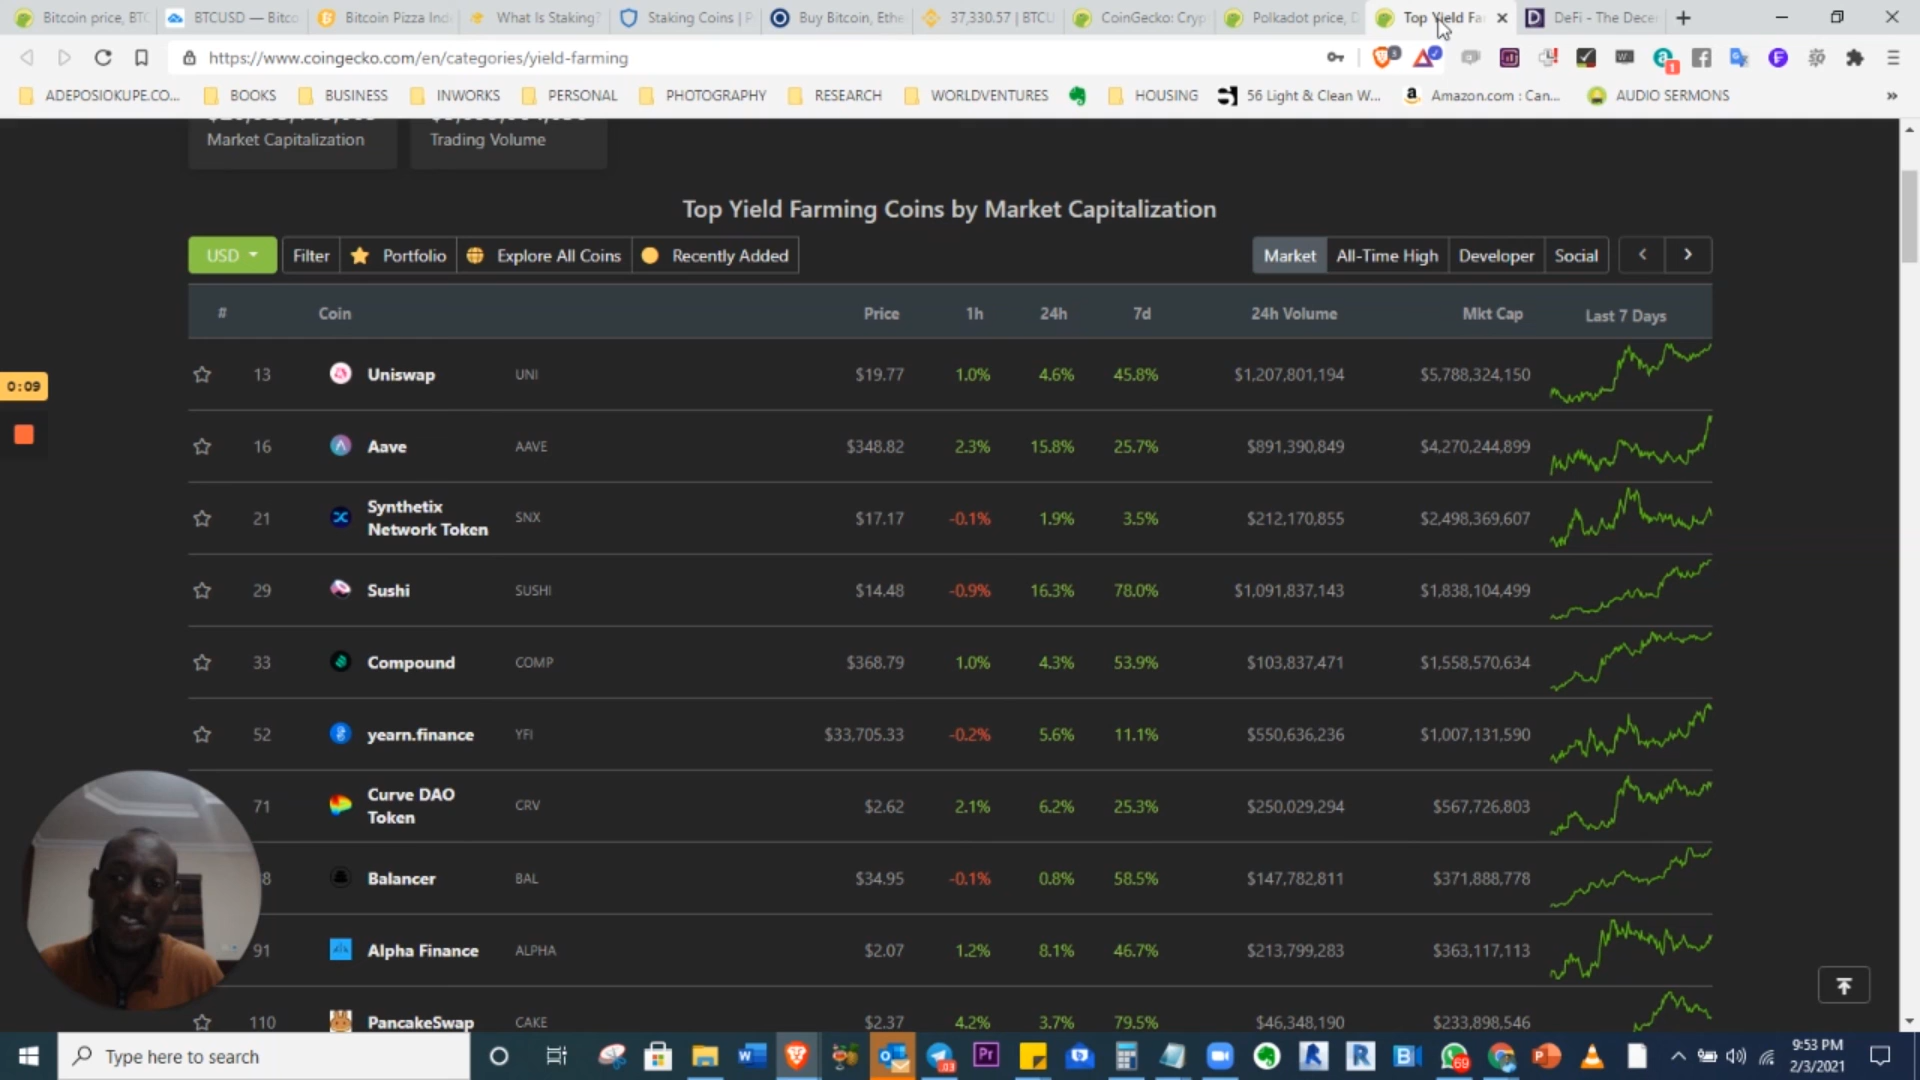 Bitcoin price, BTC
BTCUSD — Bitco
Bitcoin Pizza Ind
What Is Staking?
Staking Coins | P
Buy Bitcoin, Ethe
37,330.57 | BTCU
CoinGecko: Cryp
Polkadot price, D
Top Yield Fa
DeFi - The Decen
https://www.coingecko.com/en/categories/yield-farming
ADEPOSIOKUPE.CO...
BOOKS
BUSINESS
INWORKS
PERSONAL
PHOTOGRAPHY
RESEARCH
WORLDVENTURES
HOUSING
56 Light & Clean W...
Amazon.com : Can...
AUDIO SERMONS
Market Capitalization
Trading Volume
Top Yield Farming Coins by Market Capitalization
USD Filter Portfolio Explore All Coins Recently Added Market All-Time High Developer Social
# Coin Price 1h 24h 7d 24h Volume Mkt Cap Last 7 Days
0:09
13 Uniswap UNI $19.77 1.0% 4.6% 45.8% $1,207,801,194 $5,788,324,150
16 Aave AAVE $348.82 2.3% 15.8% 25.7% $891,390,849 $4,270,244,899
21 Synthetix Network Token SNX $17.17 -0.1% 1.9% 3.5% $212,170,855 $2,498,369,607
29 Sushi SUSHI $14.48 -0.9% 16.3% 78.0% $1,091,837,143 $1,838,104,499
33 Compound COMP $368.79 1.0% 4.3% 53.9% $103,837,471 $1,558,570,634
52 yearn.finance YFI $33,705.33 -0.2% 5.6% 11.1% $550,636,236 $1,007,131,590
71 Curve DAO Token CRV $2.62 2.1% 6.2% 25.3% $250,029,294 $567,726,803
8 Balancer BAL $34.95 -0.1% 0.8% 58.5% $147,782,811 $371,888,778
91 Alpha Finance ALPHA $2.07 1.2% 8.1% 46.7% $213,799,283 $363,117,113
110 PancakeSwap CAKE $2.37 4.2% 3.7% 79.5% $46,348,190 $233,898,546
Type here to search
9:53 PM
2/3/2021